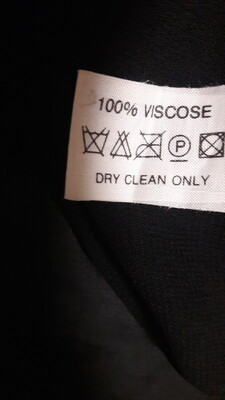 100% VISCOSE
P
DRY CLEAN ONLY